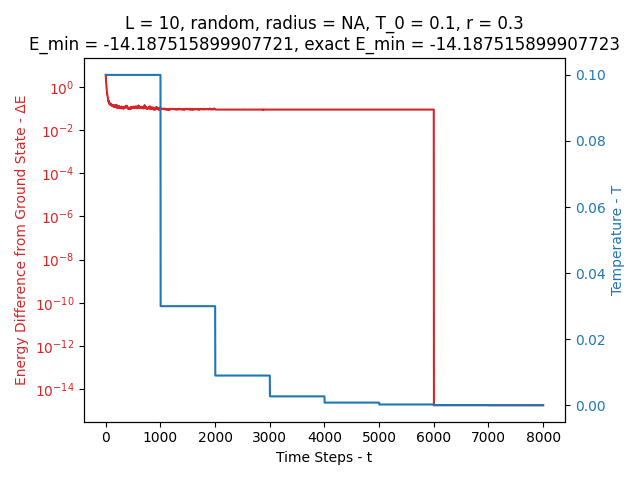 L = 10, random, radius = NA, T_0 = 0.1, r = 0.3
E_min = -14.187515899907721, exact E_min = -14.187515899907723
Energy Difference from Ground State - ΔE
10⁰
10⁻²
10⁻⁴
10⁻⁶
10⁻⁸
10⁻¹⁰
10⁻¹²
10⁻¹⁴
0.10
0.08
0.06
0.04
0.02
0.00
Temperature - T
0 1000 2000 3000 4000 5000 6000 7000 8000
Time Steps - t